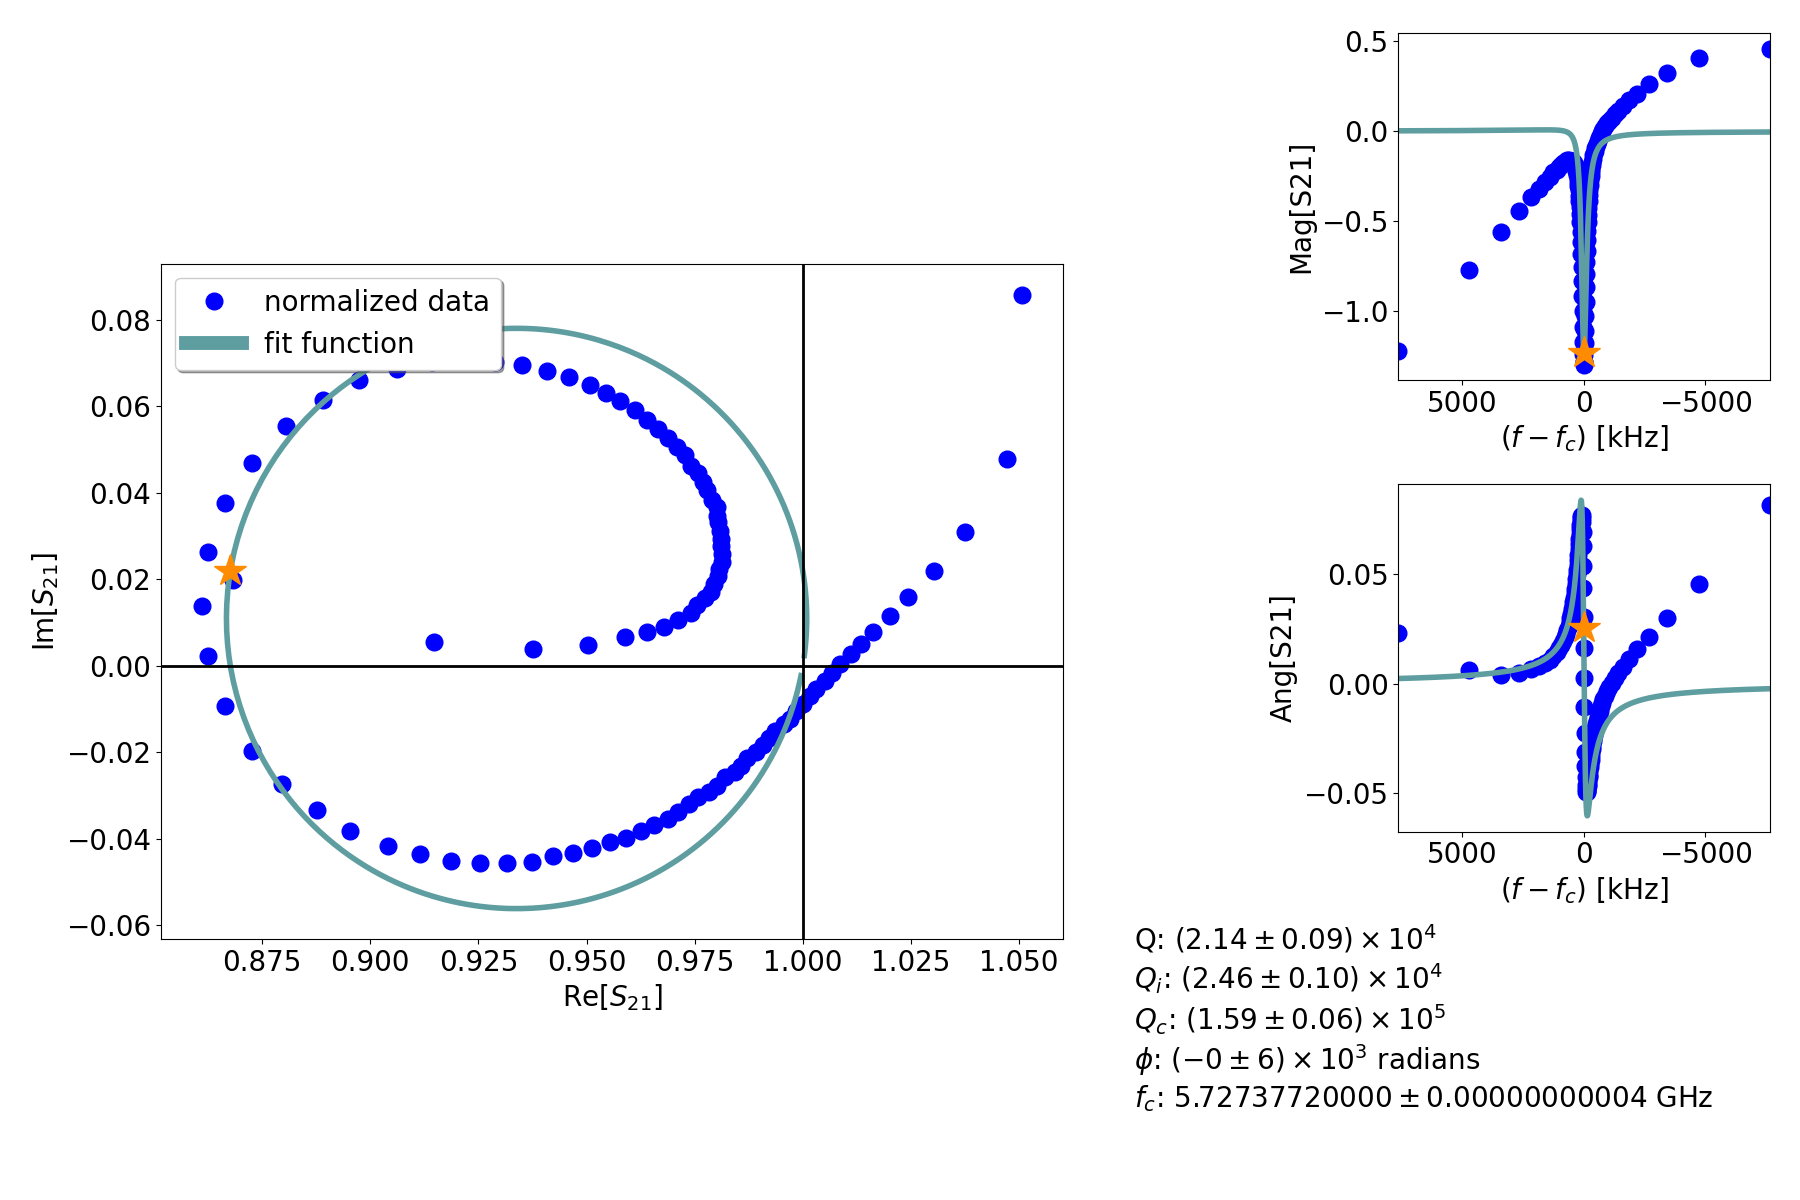 normalized data
fit function
0.08
0.06
0.04
0.02
0.00
−0.02
−0.04
−0.06
Im[S21]
0.875 0.900 0.925 0.950 0.975 1.000 1.025 1.050
Re[S21]
0.5
0.0
−0.5
−1.0
Mag[S21]
5000 0 −5000
(f − fc) [kHz]
0.05
0.00
−0.05
Ang[S21]
5000 0 −5000
(f − fc) [kHz]
Q: (2.14 ± 0.09) × 10^4
Qi: (2.46 ± 0.10) × 10^4
Qc: (1.59 ± 0.06) × 10^5
ϕ: (−0 ± 6) × 10^3 radians
fc: 5.72737720000 ± 0.00000000004 GHz